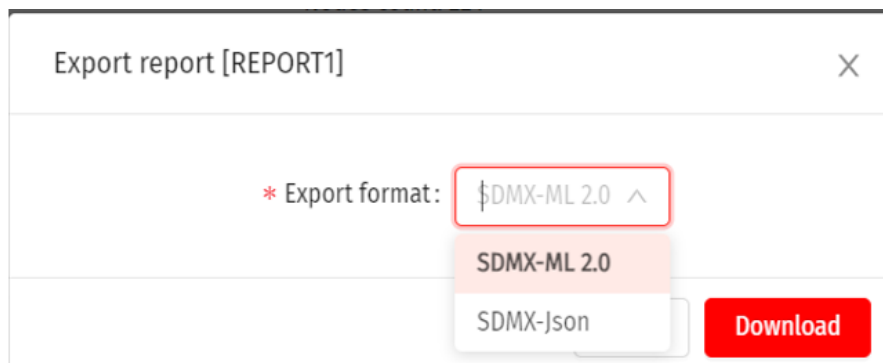 Export report [REPORT1]
* Export format: SDMX-ML 2.0
SDMX-ML 2.0
SDMX-Json
Download